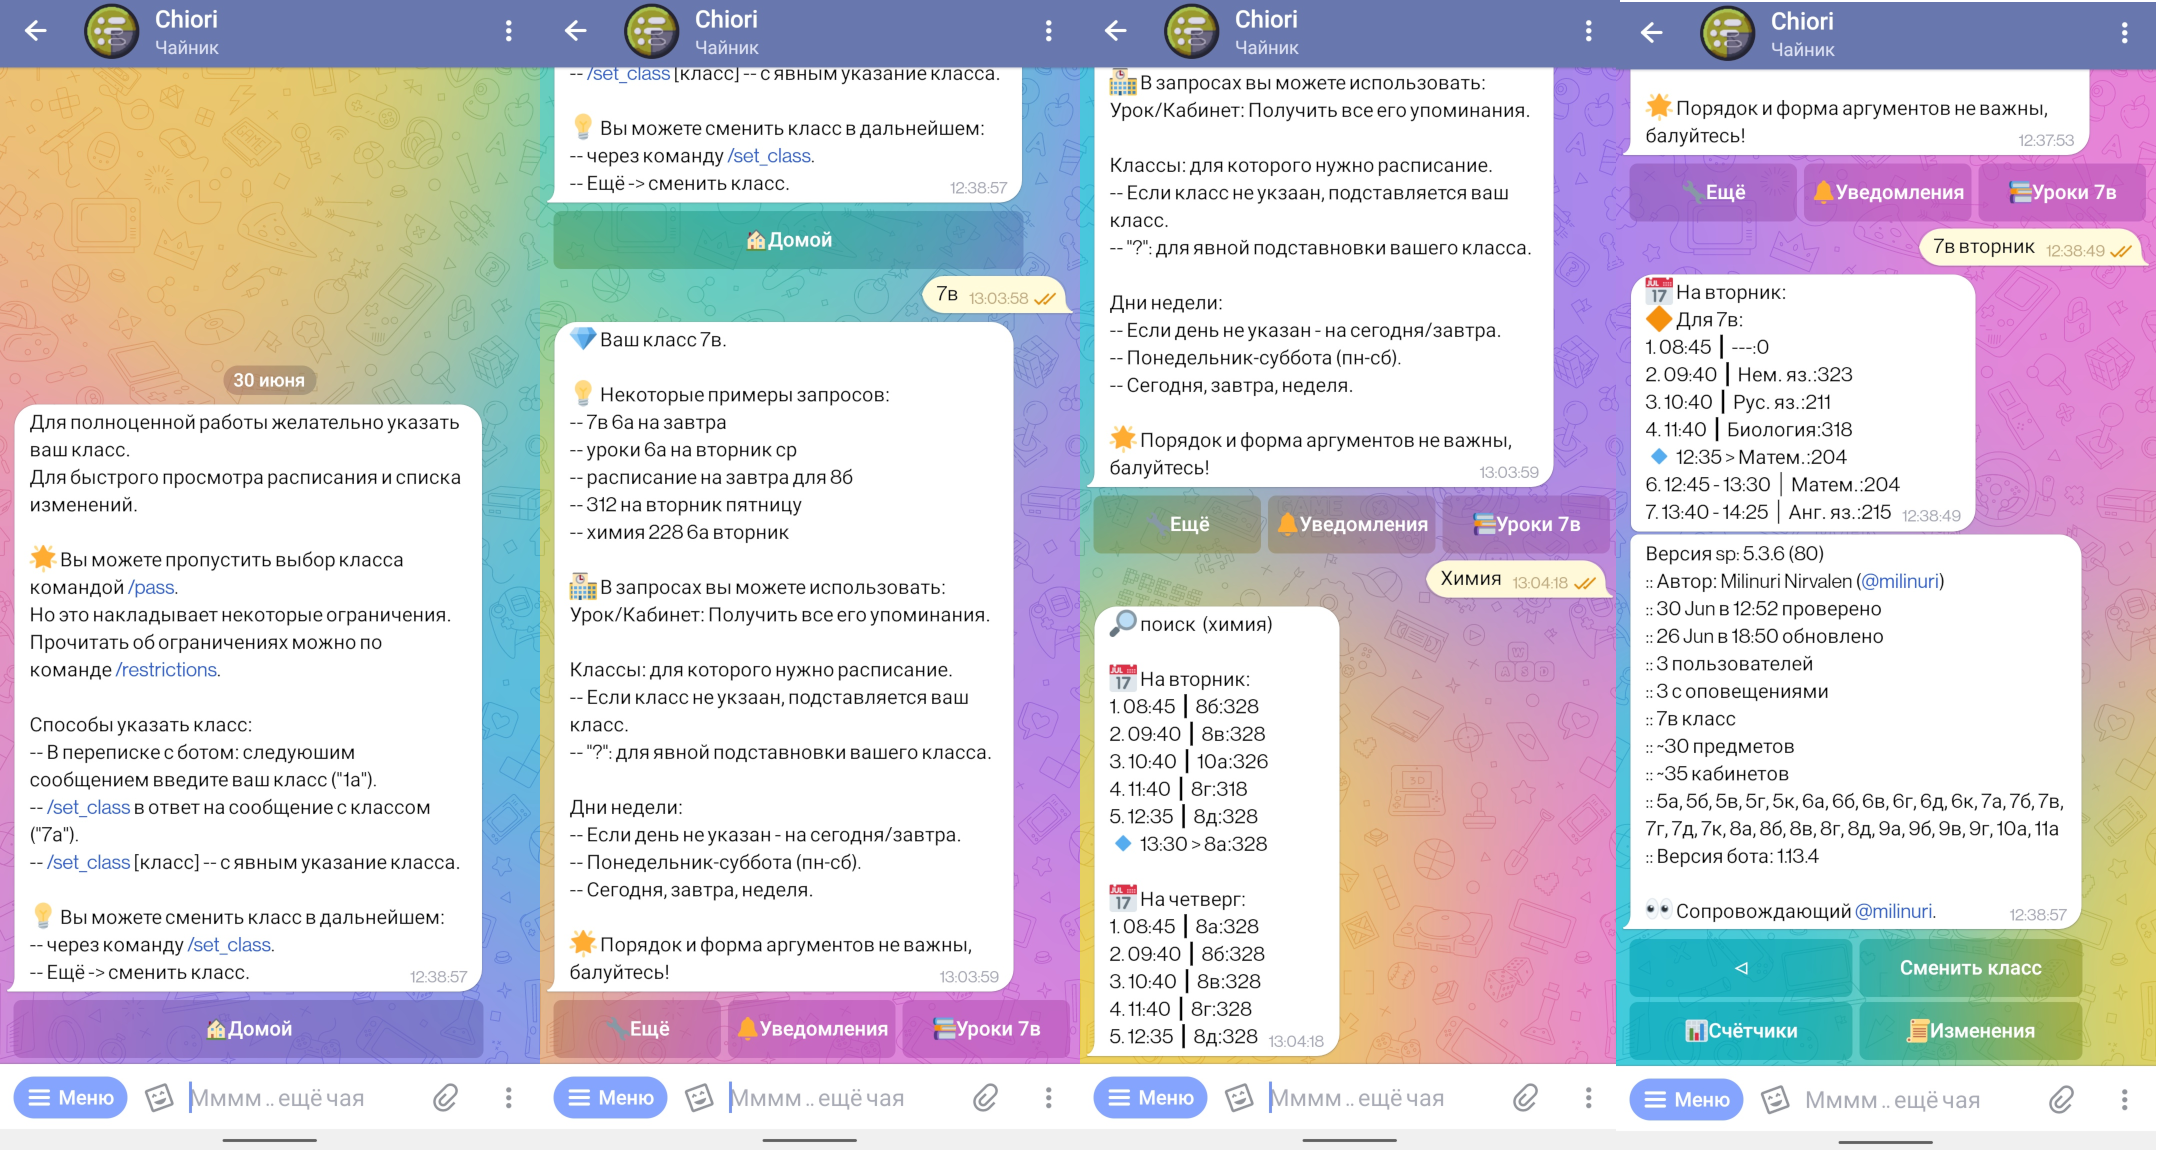 Chiori
Чайник
30 июня
Для полноценной работы желательно указать
ваш класс.
Для быстрого просмотра расписания и списка
изменений.
Вы можете пропустить выбор класса
командой /pass.
Но это накладывает некоторые ограничения.
Прочитать об ограничениях можно по
команде /restrictions.
Способы указать класс:
-- В переписке с ботом: следуюшим
сообщением введите ваш класс ("1а").
-- /set_class в ответ на сообщение с классом
("7а").
-- /set_class [класс] -- с явным указание класса.
Вы можете сменить класс в дальнейшем:
-- через команду /set_class.
-- Ещё -> сменить класс.
12:38:57
Домой
Меню
Мммм .. ещё чая
Chiori
Чайник
-- /set_class [класс] -- с явным указание класса.
Вы можете сменить класс в дальнейшем:
-- через команду /set_class.
-- Ещё -> сменить класс.
12:38:57
Домой
7в 13:03:58
Ваш класс 7в.
Некоторые примеры запросов:
-- 7в 6а на завтра
-- уроки 6а на вторник ср
-- расписание на завтра для 8б
-- 312 на вторник пятницу
-- химия 228 6а вторник
В запросах вы можете использовать:
Урок/Кабинет: Получить все его упоминания.
Классы: для которого нужно расписание.
-- Если класс не укзаан, подставляется ваш
класс.
-- "?": для явной подставновки вашего класса.
Дни недели:
-- Если день не указан - на сегодня/завтра.
-- Понедельник-суббота (пн-сб).
-- Сегодня, завтра, неделя.
Порядок и форма аргументов не важны,
балуйтесь!
13:03:59
Ещё
Уведомления
Уроки 7в
Меню
Мммм .. ещё чая
Chiori
Чайник
В запросах вы можете использовать:
Урок/Кабинет: Получить все его упоминания.
Классы: для которого нужно расписание.
-- Если класс не укзаан, подставляется ваш
класс.
-- "?": для явной подставновки вашего класса.
Дни недели:
-- Если день не указан - на сегодня/завтра.
-- Понедельник-суббота (пн-сб).
-- Сегодня, завтра, неделя.
Порядок и форма аргументов не важны,
балуйтесь!
13:03:59
Ещё
Уведомления
Уроки 7в
Химия 13:04:18
поиск (химия)
JUL 17 На вторник:
1. 08:45 | 8б:328
2. 09:40 | 8в:328
3. 10:40 | 10а:326
4. 11:40 | 8г:318
5. 12:35 | 8д:328
13:30 > 8а:328
JUL 17 На четверг:
1. 08:45 | 8а:328
2. 09:40 | 8б:328
3. 10:40 | 8в:328
4. 11:40 | 8г:328
5. 12:35 | 8д:328
13:04:18
Меню
Мммм .. ещё чая
Chiori
Чайник
Порядок и форма аргументов не важны,
балуйтесь!
12:37:53
Ещё
Уведомления
Уроки 7в
7в вторник 12:38:49
JUL 17 На вторник:
Для 7в:
1. 08:45 | ---:0
2. 09:40 | Нем. яз.:323
3. 10:40 | Рус. яз.:211
4. 11:40 | Биология:318
12:35 > Матем.:204
6. 12:45 - 13:30 | Матем.:204
7. 13:40 - 14:25 | Анг. яз.:215
12:38:49
Версия sp: 5.3.6 (80)
:: Автор: Milinuri Nirvalen (@milinuri)
:: 30 Jun в 12:52 проверено
:: 26 Jun в 18:50 обновлено
:: 3 пользователей
:: 3 с оповещениями
:: 7в класс
:: ~30 предметов
:: ~35 кабинетов
:: 5а, 5б, 5в, 5г, 5к, 6а, 6б, 6в, 6г, 6д, 6к, 7а, 7б, 7в,
7г, 7д, 7к, 8а, 8б, 8в, 8г, 8д, 9а, 9б, 9в, 9г, 10а, 11а
:: Версия бота: 1.13.4
Сопровождающий @milinuri.
12:38:57
Сменить класс
Счётчики
Изменения
Меню
Мммм .. ещё чая